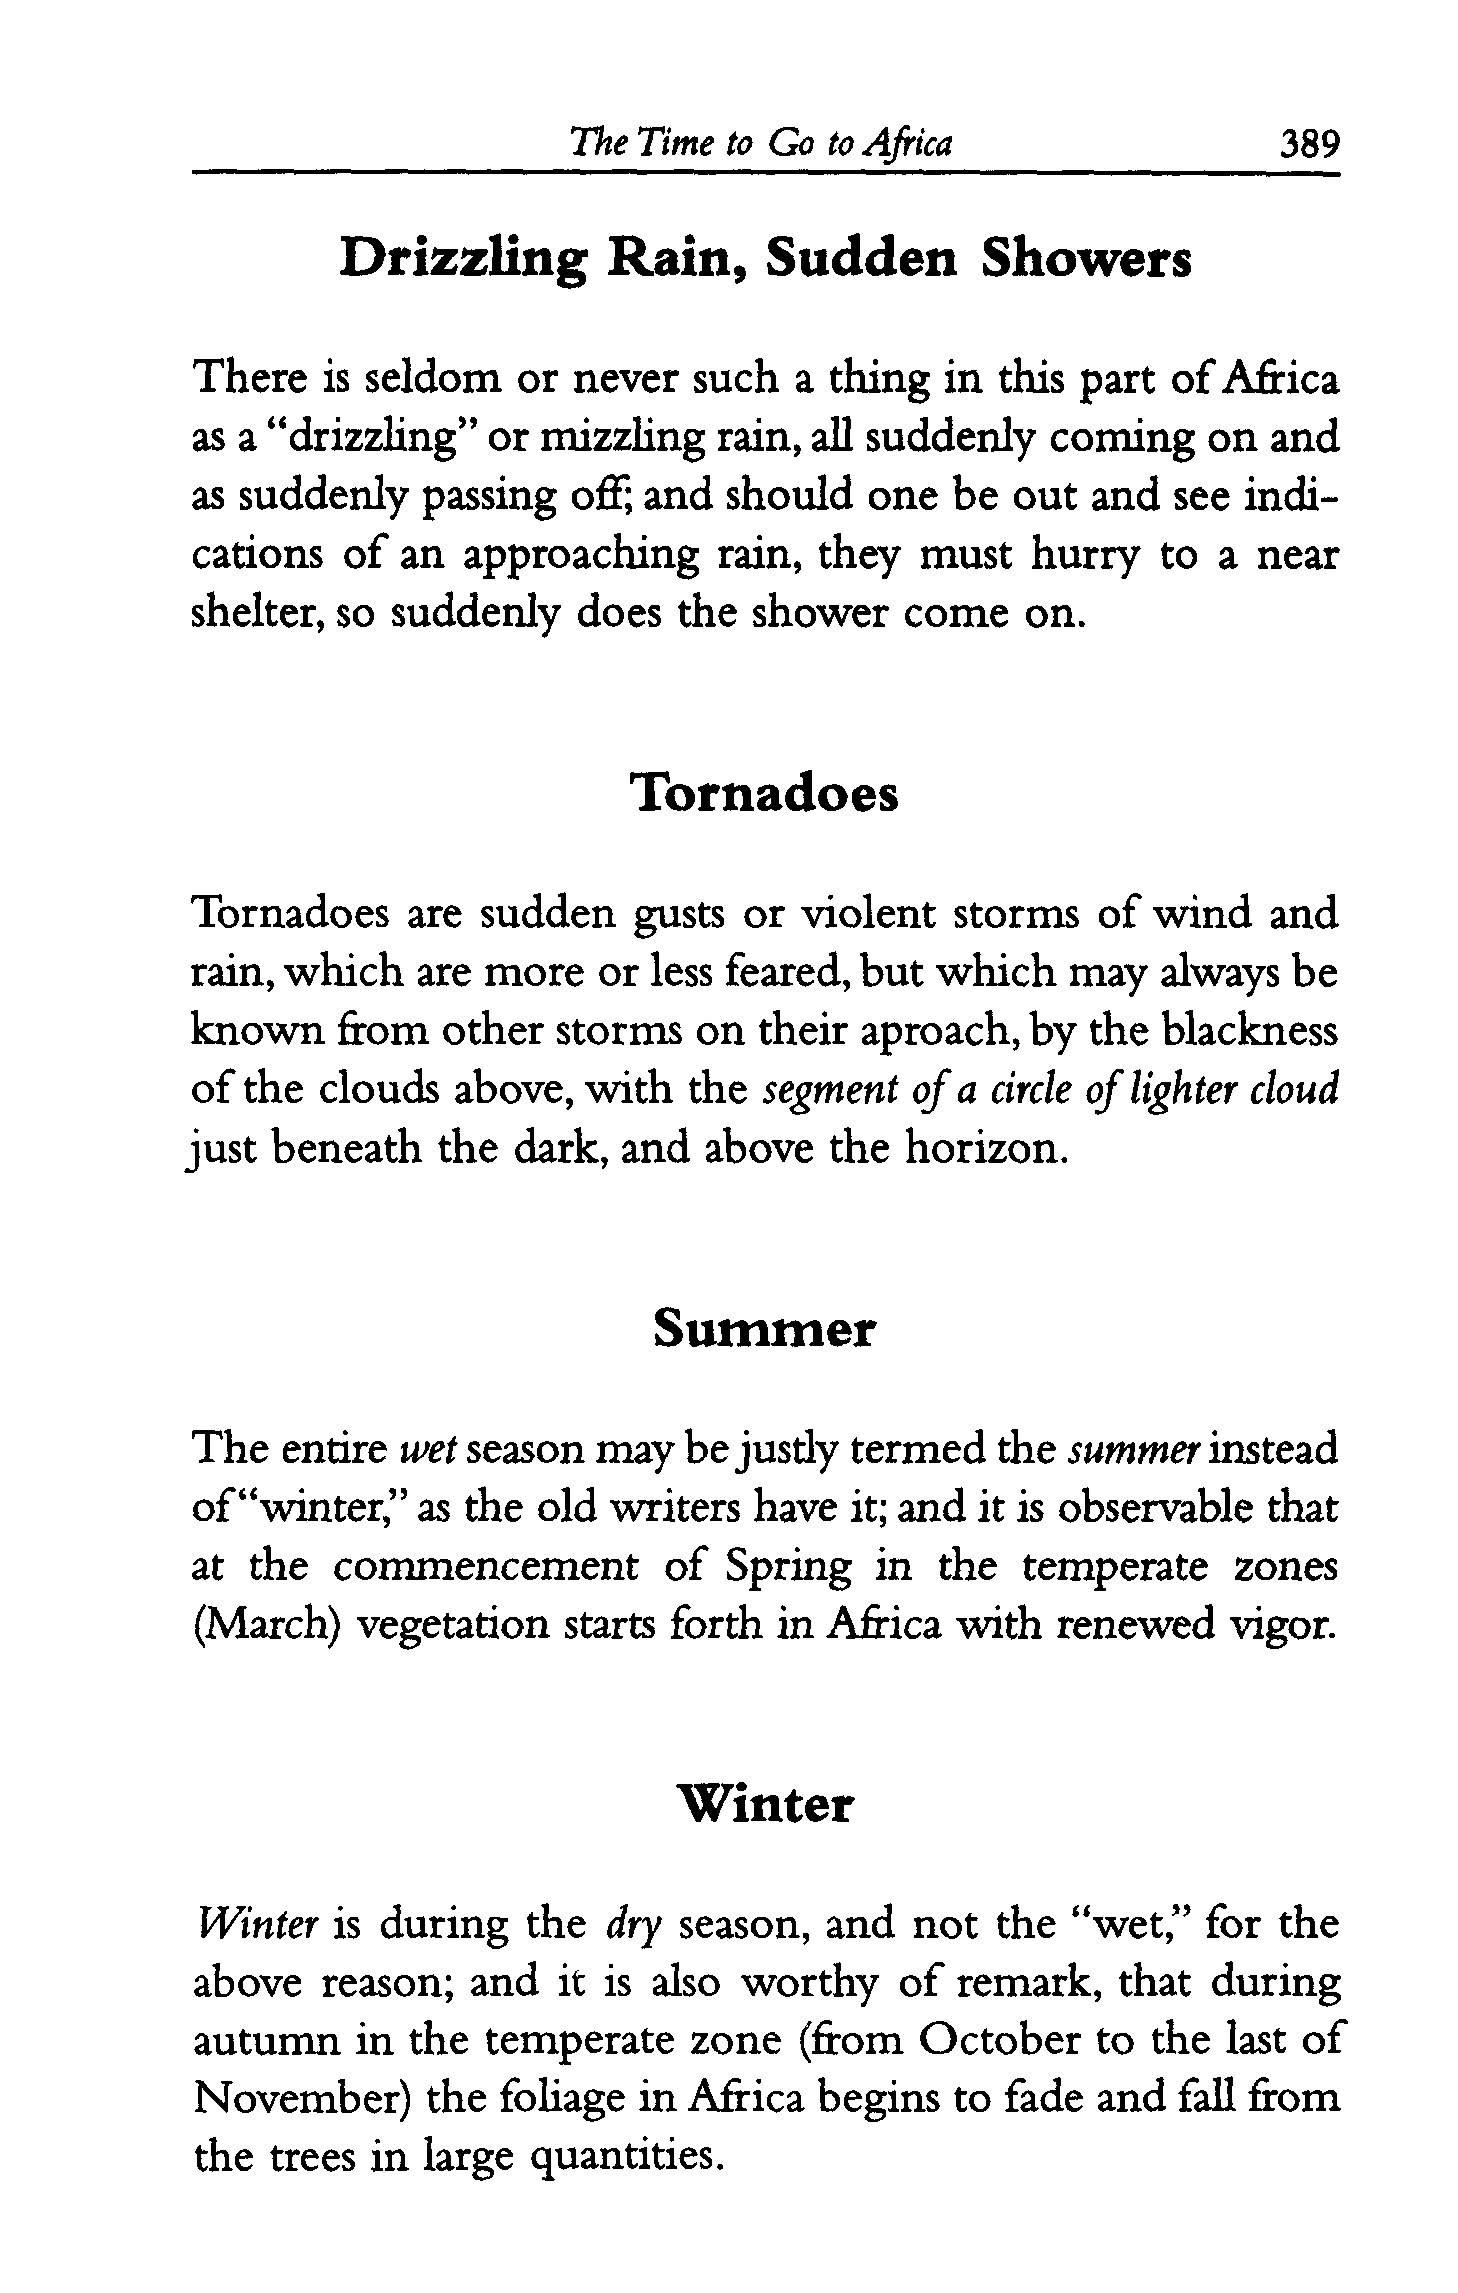 The Time to Go to Africa 389
Drizzling Rain, Sudden Showers
There is seldom or never such a thing in this part of Africa
as a “drizzling” or mizzling rain, all suddenly coming on and
as suddenly passing off; and should one be out and see indi-
cations of an approaching rain, they must hurry to a near
shelter, so suddenly does the shower come on.
Tornadoes
Tornadoes are sudden gusts or violent storms of wind and
rain, which are more or less feared, but which may always be
known from other storms on their aproach, by the blackness
of the clouds above, with the segment of a circle of lighter cloud
just beneath the dark, and above the horizon.
Summer
The entire wet season may be justly termed the summer instead
of “winter,” as the old writers have it; and it is observable that
at the commencement of Spring in the temperate zones
(March) vegetation starts forth in Africa with renewed vigor.
Winter
Winter is during the dry season, and not the “wet,” for the
above reason; and it is also worthy of remark, that during
autumn in the temperate zone (from October to the last of
November) the foliage in Africa begins to fade and fall from
the trees in large quantities.